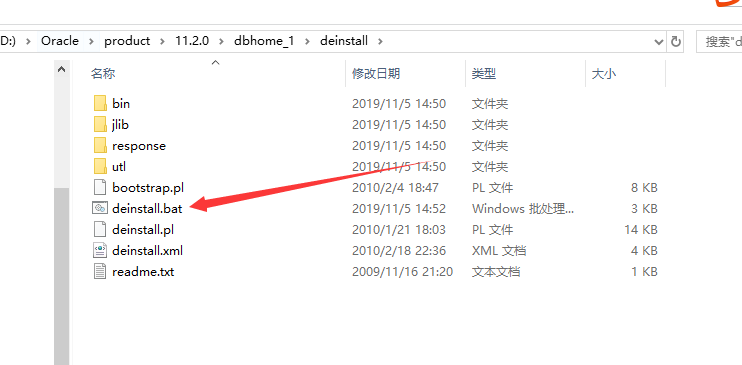 D:) > Oracle > product > 11.2.0 > dbhome_1 > deinstall > 搜索"d
名称 修改日期 类型 大小
bin 2019/11/5 14:50 文件夹
jlib 2019/11/5 14:50 文件夹
response 2019/11/5 14:50 文件夹
utl 2019/11/5 14:50 文件夹
bootstrap.pl 2010/2/4 18:47 PL 文件 8 KB
deinstall.bat 2019/11/5 14:52 Windows 批处理... 3 KB
deinstall.pl 2010/1/21 18:03 PL 文件 14 KB
deinstall.xml 2010/2/18 22:36 XML 文档 4 KB
readme.txt 2009/11/16 21:20 文本文档 1 KB